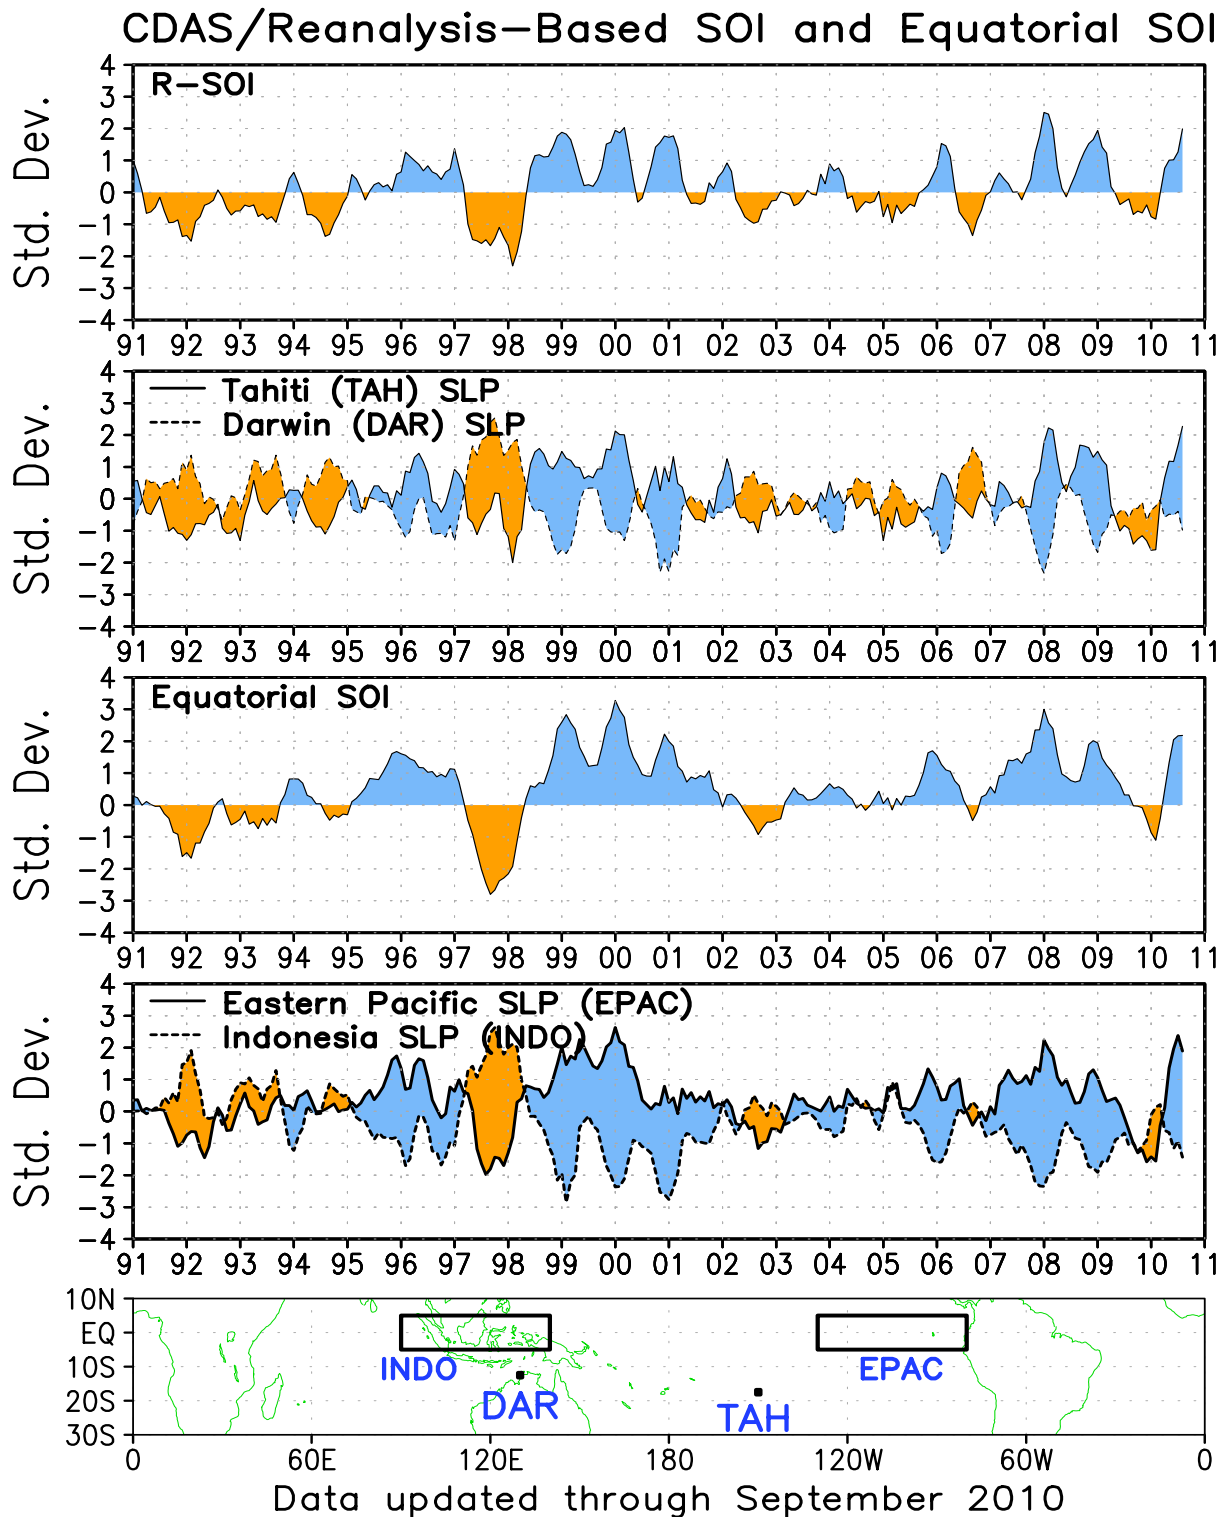 CDAS/Reanalysis-Based SOI and Equatorial SOI
R-SOI
Std. Dev.
4
3
2
1
0
-1
-2
-3
-4
91 92 93 94 95 96 97 98 99 00 01 02 03 04 05 06 07 08 09 10 11
Tahiti (TAH) SLP
Darwin (DAR) SLP
Std. Dev.
4
3
2
1
0
-1
-2
-3
-4
91 92 93 94 95 96 97 98 99 00 01 02 03 04 05 06 07 08 09 10 11
Equatorial SOI
Std. Dev.
4
3
2
1
0
-1
-2
-3
-4
91 92 93 94 95 96 97 98 99 00 01 02 03 04 05 06 07 08 09 10 11
Eastern Pacific SLP (EPAC)
Indonesia SLP (INDO)
Std. Dev.
4
3
2
1
0
-1
-2
-3
-4
91 92 93 94 95 96 97 98 99 00 01 02 03 04 05 06 07 08 09 10 11
10N
EQ
10S
20S
30S
INDO
EPAC
DAR
TAH
0 60E 120E 180 120W 60W 0
Data updated through September 2010